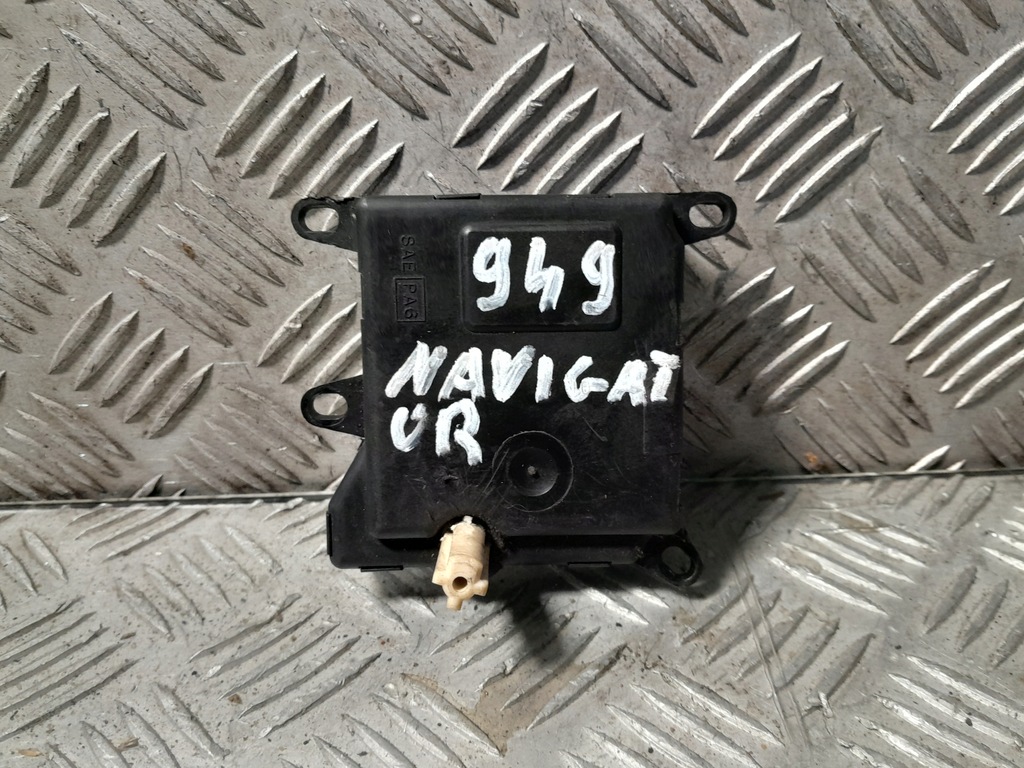 SAE PA6
949
NAVIGAT
OR